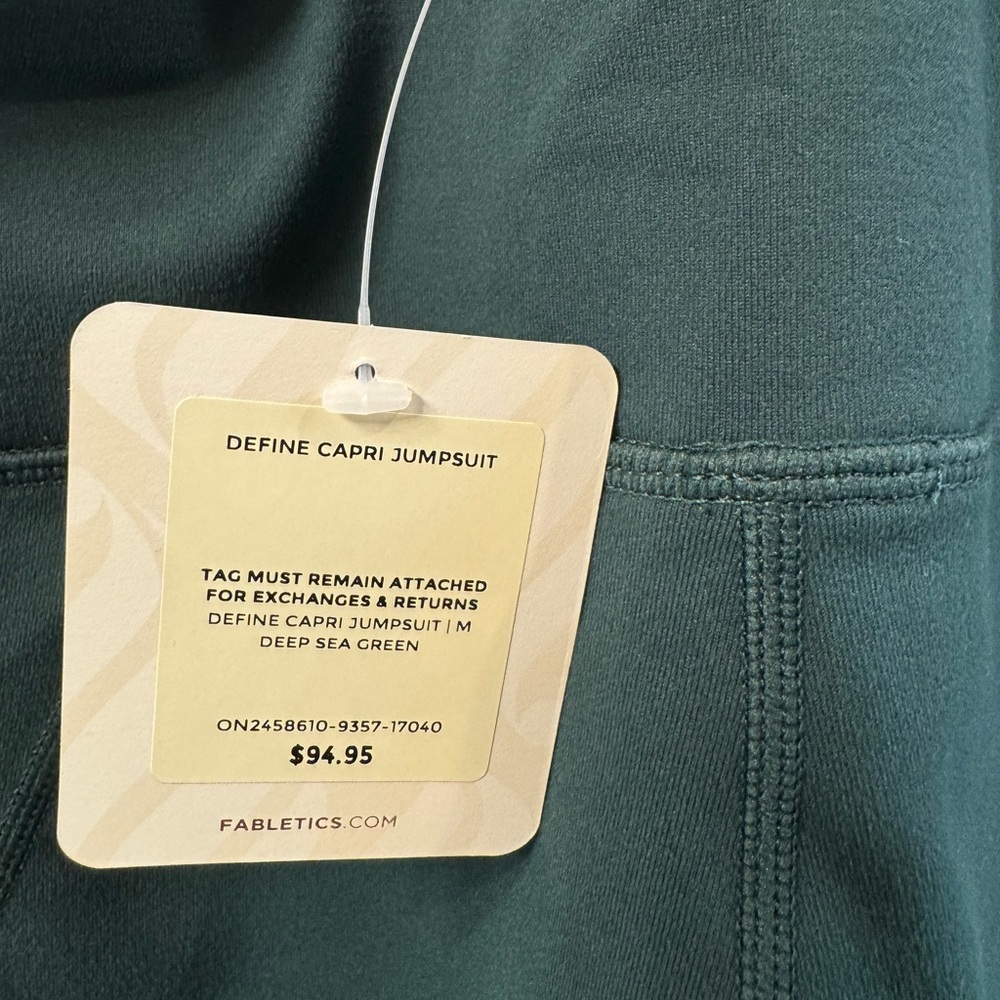 DEFINE CAPRI JUMPSUIT
TAG MUST REMAIN ATTACHED
FOR EXCHANGES & RETURNS
DEFINE CAPRI JUMPSUIT | M
DEEP SEA GREEN
ON2458610-9357-17040
$94.95
FABLETICS.COM